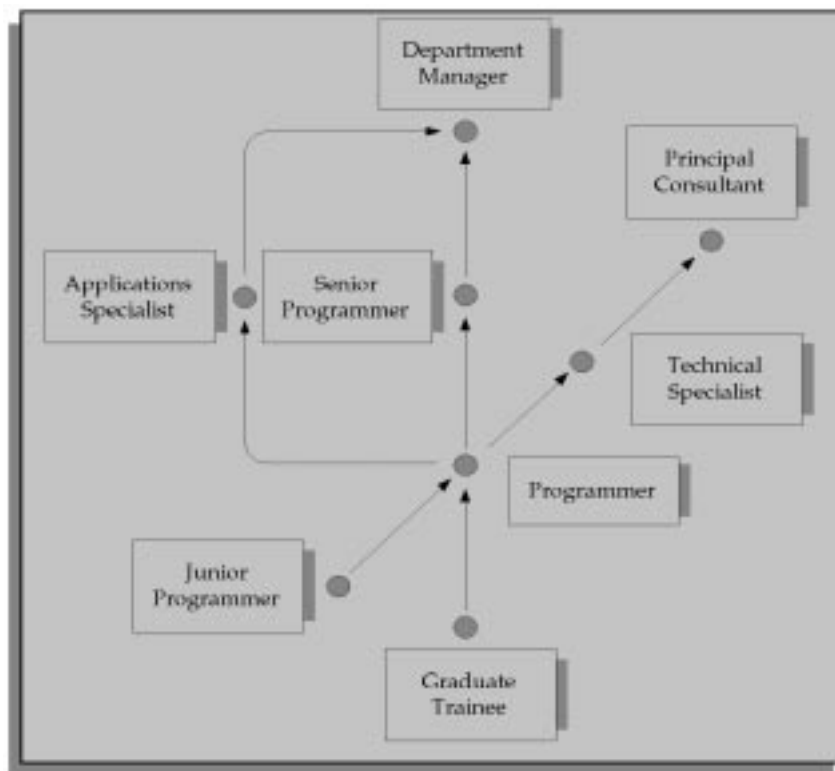 Department
Manager
Principal
Consultant
Applications
Specialist
Senior
Programmer
Technical
Specialist
Programmer
Junior
Programmer
Graduate
Trainee